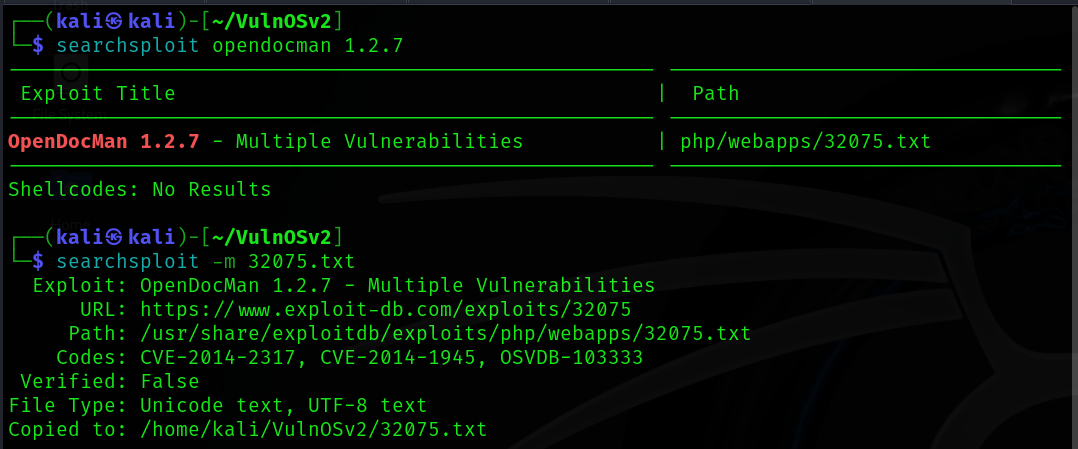 ┌──(kali㉿kali)-[~/VulnOSv2]
└─$ searchsploit opendocman 1.2.7
Exploit Title | Path
OpenDocMan 1.2.7 - Multiple Vulnerabilities | php/webapps/32075.txt
Shellcodes: No Results
┌──(kali㉿kali)-[~/VulnOSv2]
└─$ searchsploit -m 32075.txt
Exploit: OpenDocMan 1.2.7 - Multiple Vulnerabilities
URL: https://www.exploit-db.com/exploits/32075
Path: /usr/share/exploitdb/exploits/php/webapps/32075.txt
Codes: CVE-2014-2317, CVE-2014-1945, OSVDB-103333
Verified: False
File Type: Unicode text, UTF-8 text
Copied to: /home/kali/VulnOSv2/32075.txt